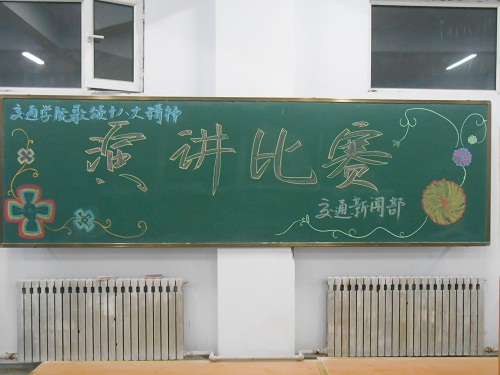 交通学院歌颂十八大精神
演讲比赛
交通新闻部